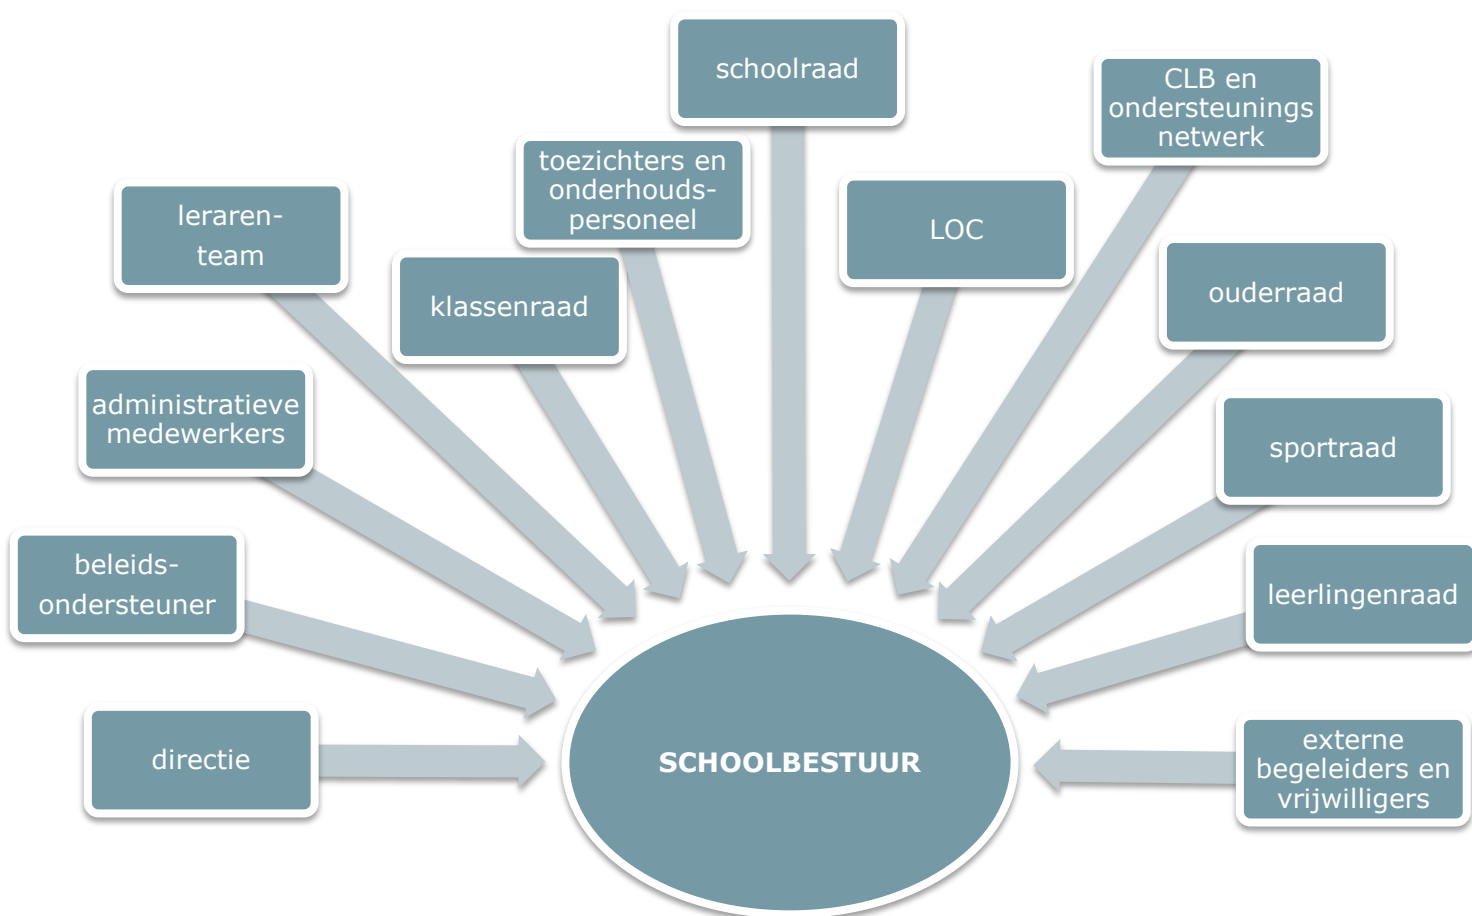 schoolraad
CLB en
ondersteunings
netwerk
toezichters en
onderhouds-
personeel
leraren-
team
LOC
klassenraad
ouderraad
administratieve
medewerkers
sportraad
beleids-
ondersteuner
leerlingenraad
directie
SCHOOLBESTUUR
externe
begeleiders en
vrijwilligers